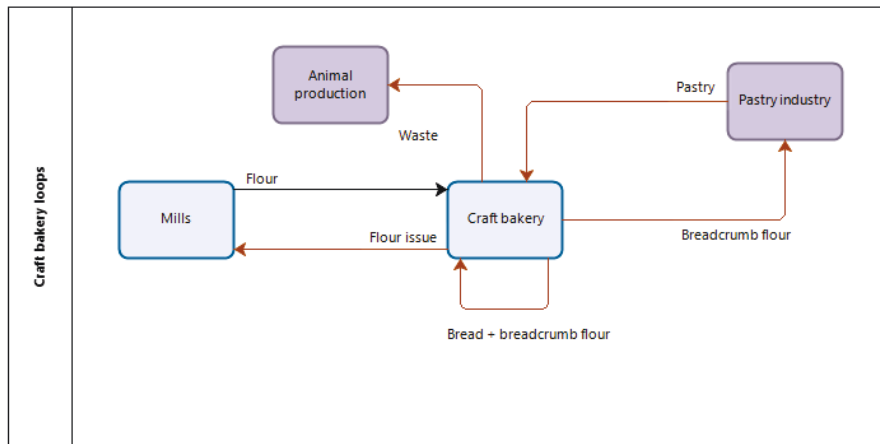 Craft bakery loops
Animal
production
Pastry
Pastry industry
Waste
Flour
Mills
Craft bakery
Flour issue
Breadcrumb flour
Bread + breadcrumb flour